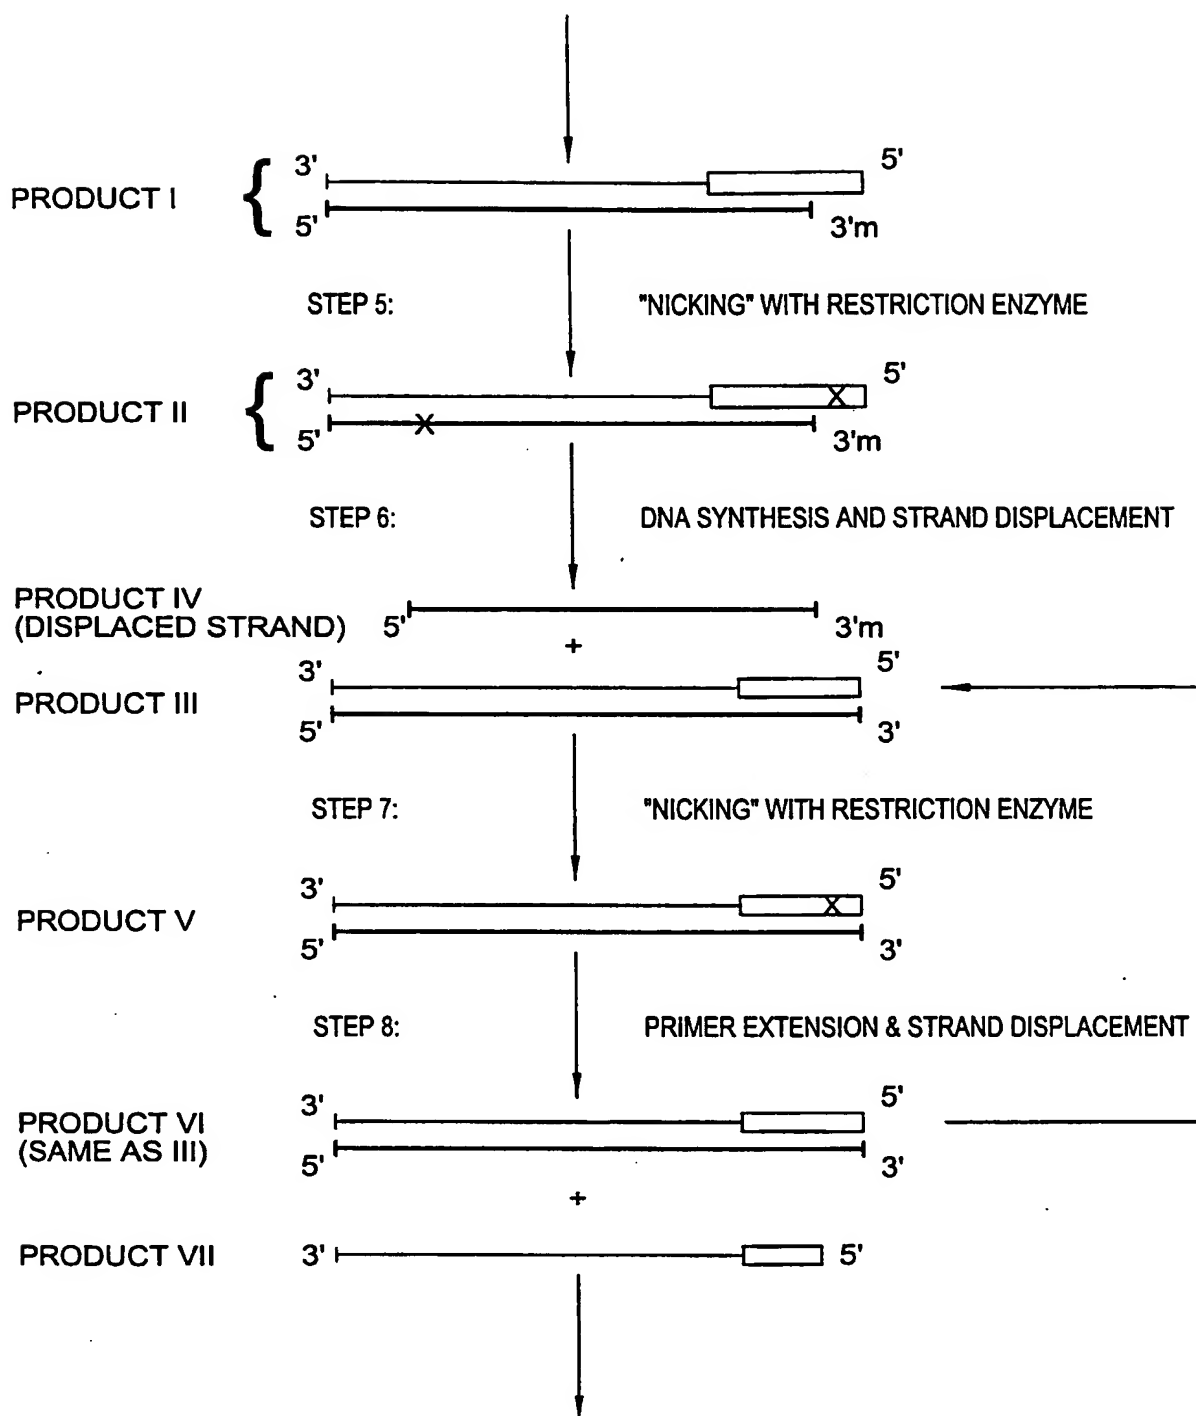 3' 5'
PRODUCT I {
5' 3'm
STEP 5: "NICKING" WITH RESTRICTION ENZYME
3' X 5'
PRODUCT II {
5' X 3'm
STEP 6: DNA SYNTHESIS AND STRAND DISPLACEMENT
PRODUCT IV
(DISPLACED STRAND) 5' 3'm
+
3' 5'
PRODUCT III
5' 3'
STEP 7: "NICKING" WITH RESTRICTION ENZYME
3' X 5'
PRODUCT V
5' 3'
STEP 8: PRIMER EXTENSION & STRAND DISPLACEMENT
3' 5'
PRODUCT VI
(SAME AS III)
5' 3'
+
PRODUCT VII 3' 5'